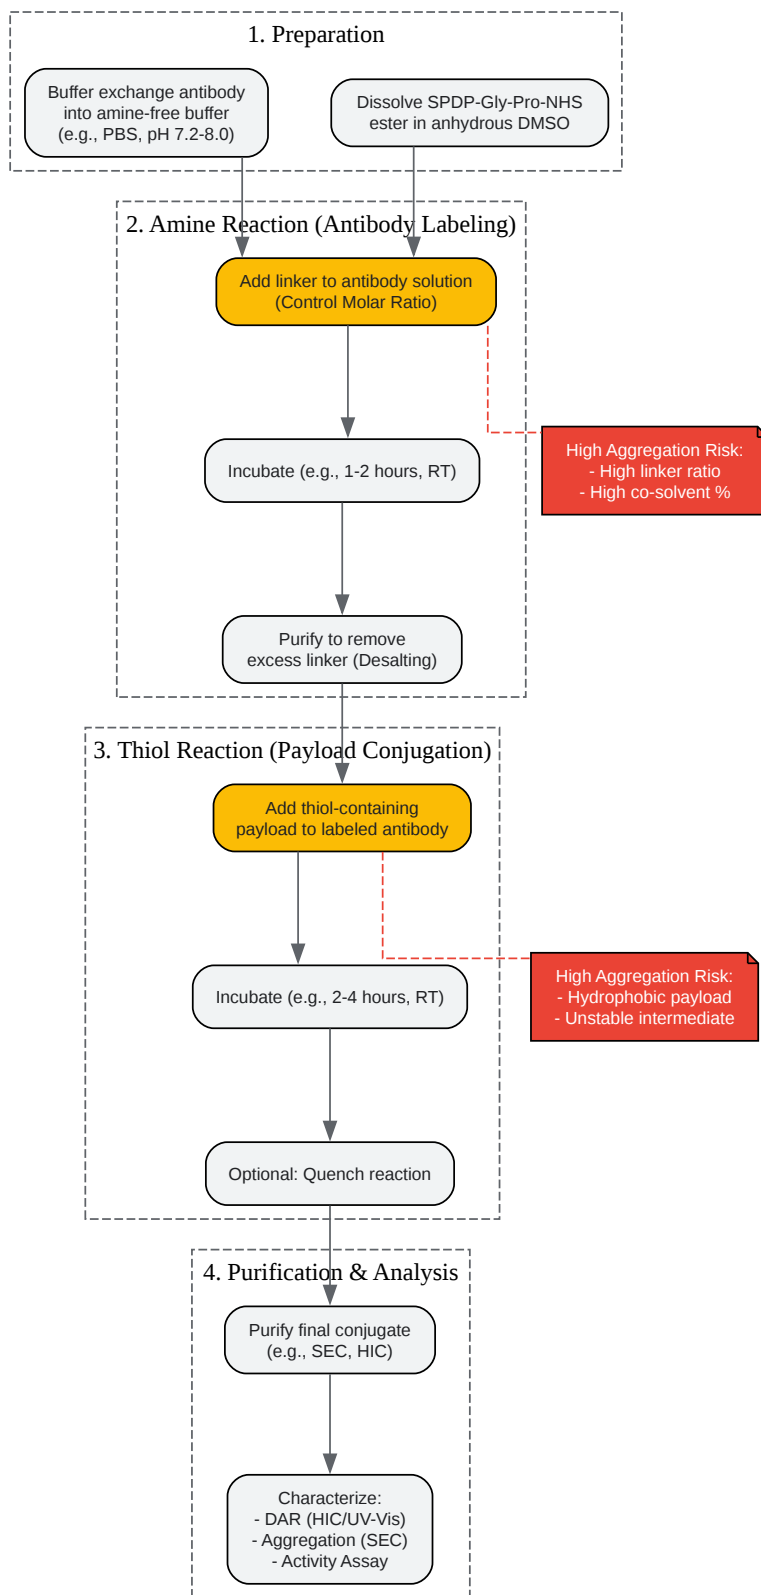 1. Preparation
Buffer exchange antibody
into amine-free buffer
(e.g., PBS, pH 7.2-8.0)
Dissolve SPDP-Gly-Pro-NHS
ester in anhydrous DMSO
2. Amine Reaction (Antibody Labeling)
Add linker to antibody solution
(Control Molar Ratio)
High Aggregation Risk:
- High linker ratio
- High co-solvent %
Incubate (e.g., 1-2 hours, RT)
Purify to remove
excess linker (Desalting)
3. Thiol Reaction (Payload Conjugation)
Add thiol-containing
payload to labeled antibody
High Aggregation Risk:
- Hydrophobic payload
- Unstable intermediate
Incubate (e.g., 2-4 hours, RT)
Optional: Quench reaction
4. Purification & Analysis
Purify final conjugate
(e.g., SEC, HIC)
Characterize:
- DAR (HIC/UV-Vis)
- Aggregation (SEC)
- Activity Assay